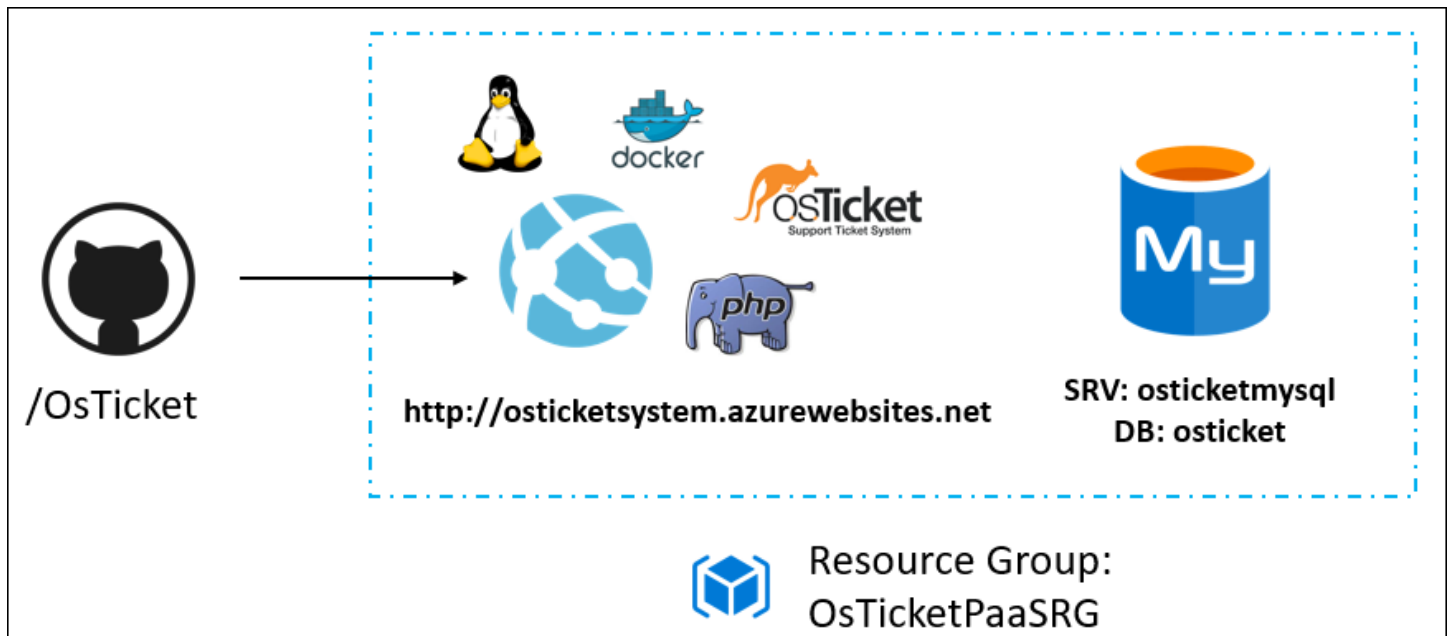 docker
osTicket
Support Ticket System
php
My
/OsTicket
http://osticketsystem.azurewebsites.net
SRV: osticketmysql
DB: osticket
Resource Group:
OsTicketPaaSRG